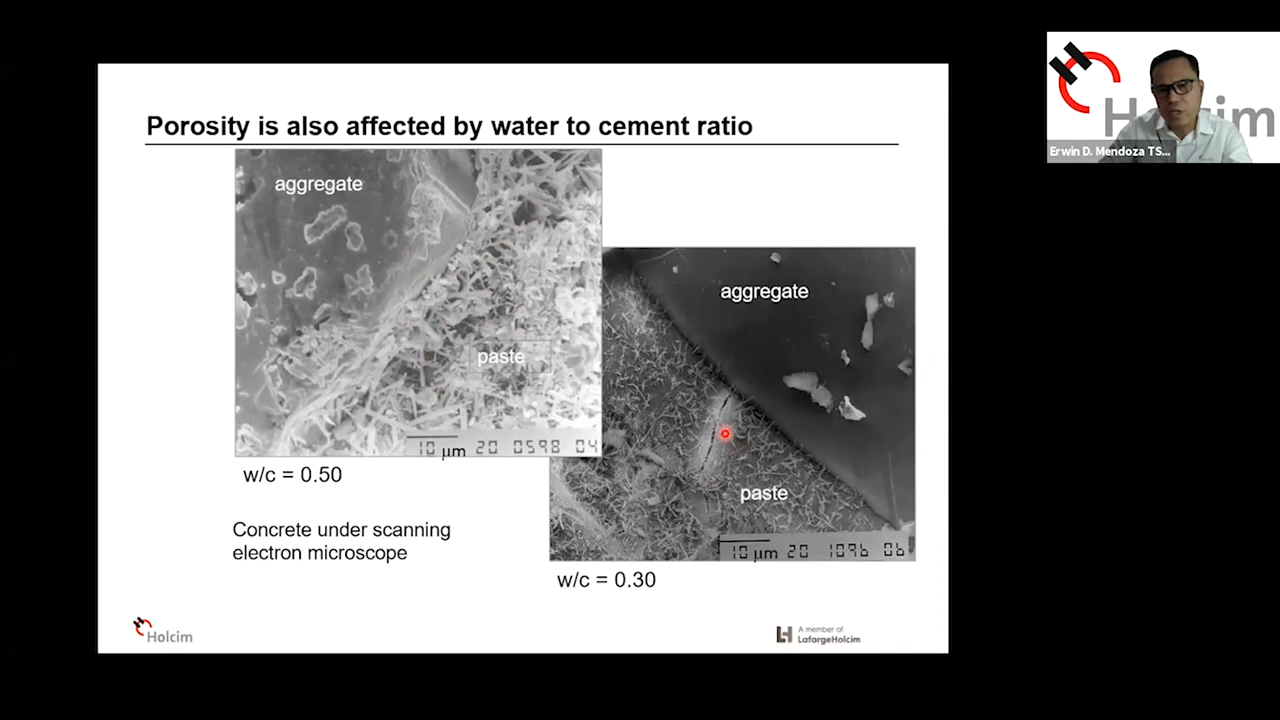 Porosity is also affected by water to cement ratio
aggregate
paste
10 μm 20 0598 04
w/c = 0.50
Concrete under scanning
electron microscope
aggregate
paste
10 μm 20 1096 06
w/c = 0.30
Holcim
A member of
LafargeHolcim
Holcim
Erwin D. Mendoza TS...